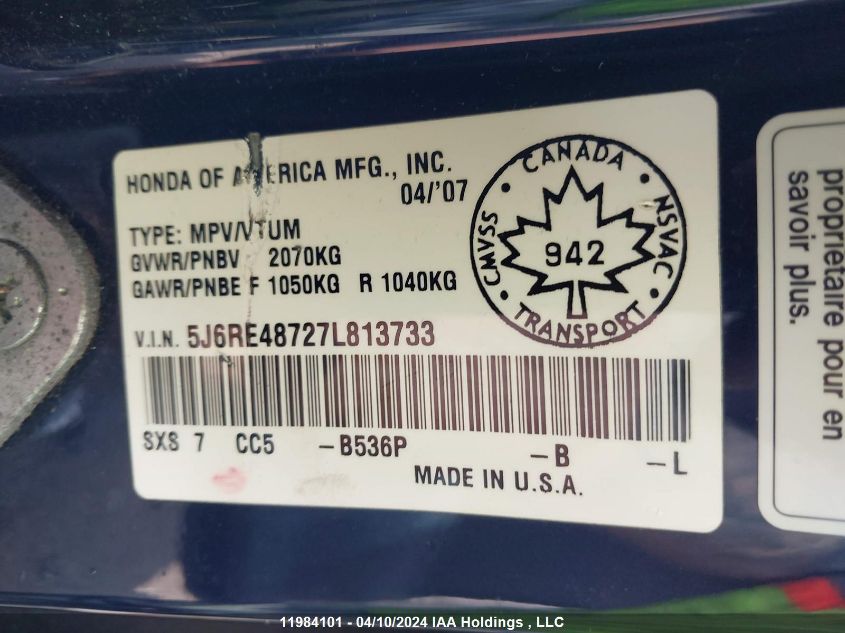 HONDA OF AMERICA MFG., INC.
04/'07
TYPE: MPV/VTUM
GVWR/PNBV 2070KG
GAWR/PNBE F 1050KG R 1040KG
V.I.N. 5J6RE48727L813733
SXS 7 CC5 -B536P -B -L
MADE IN U.S.A.
CANADA
CMVSS • NSVAC
942
TRANSPORT
propriétaire pour en
savoir plus.
11984101 - 04/10/2024 IAA Holdings , LLC